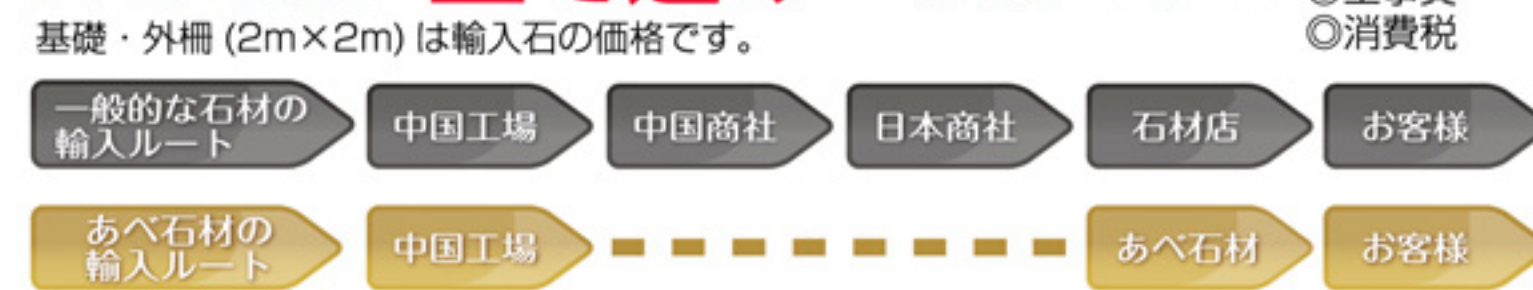 基礎・外柵 (2m×2m) は輸入石の価格です。
◎消費税
一般的な石材の
輸入ルート
中国工場
中国商社
日本商社
石材店
お客様
あべ石材の
輸入ルート
中国工場
あべ石材
お客様